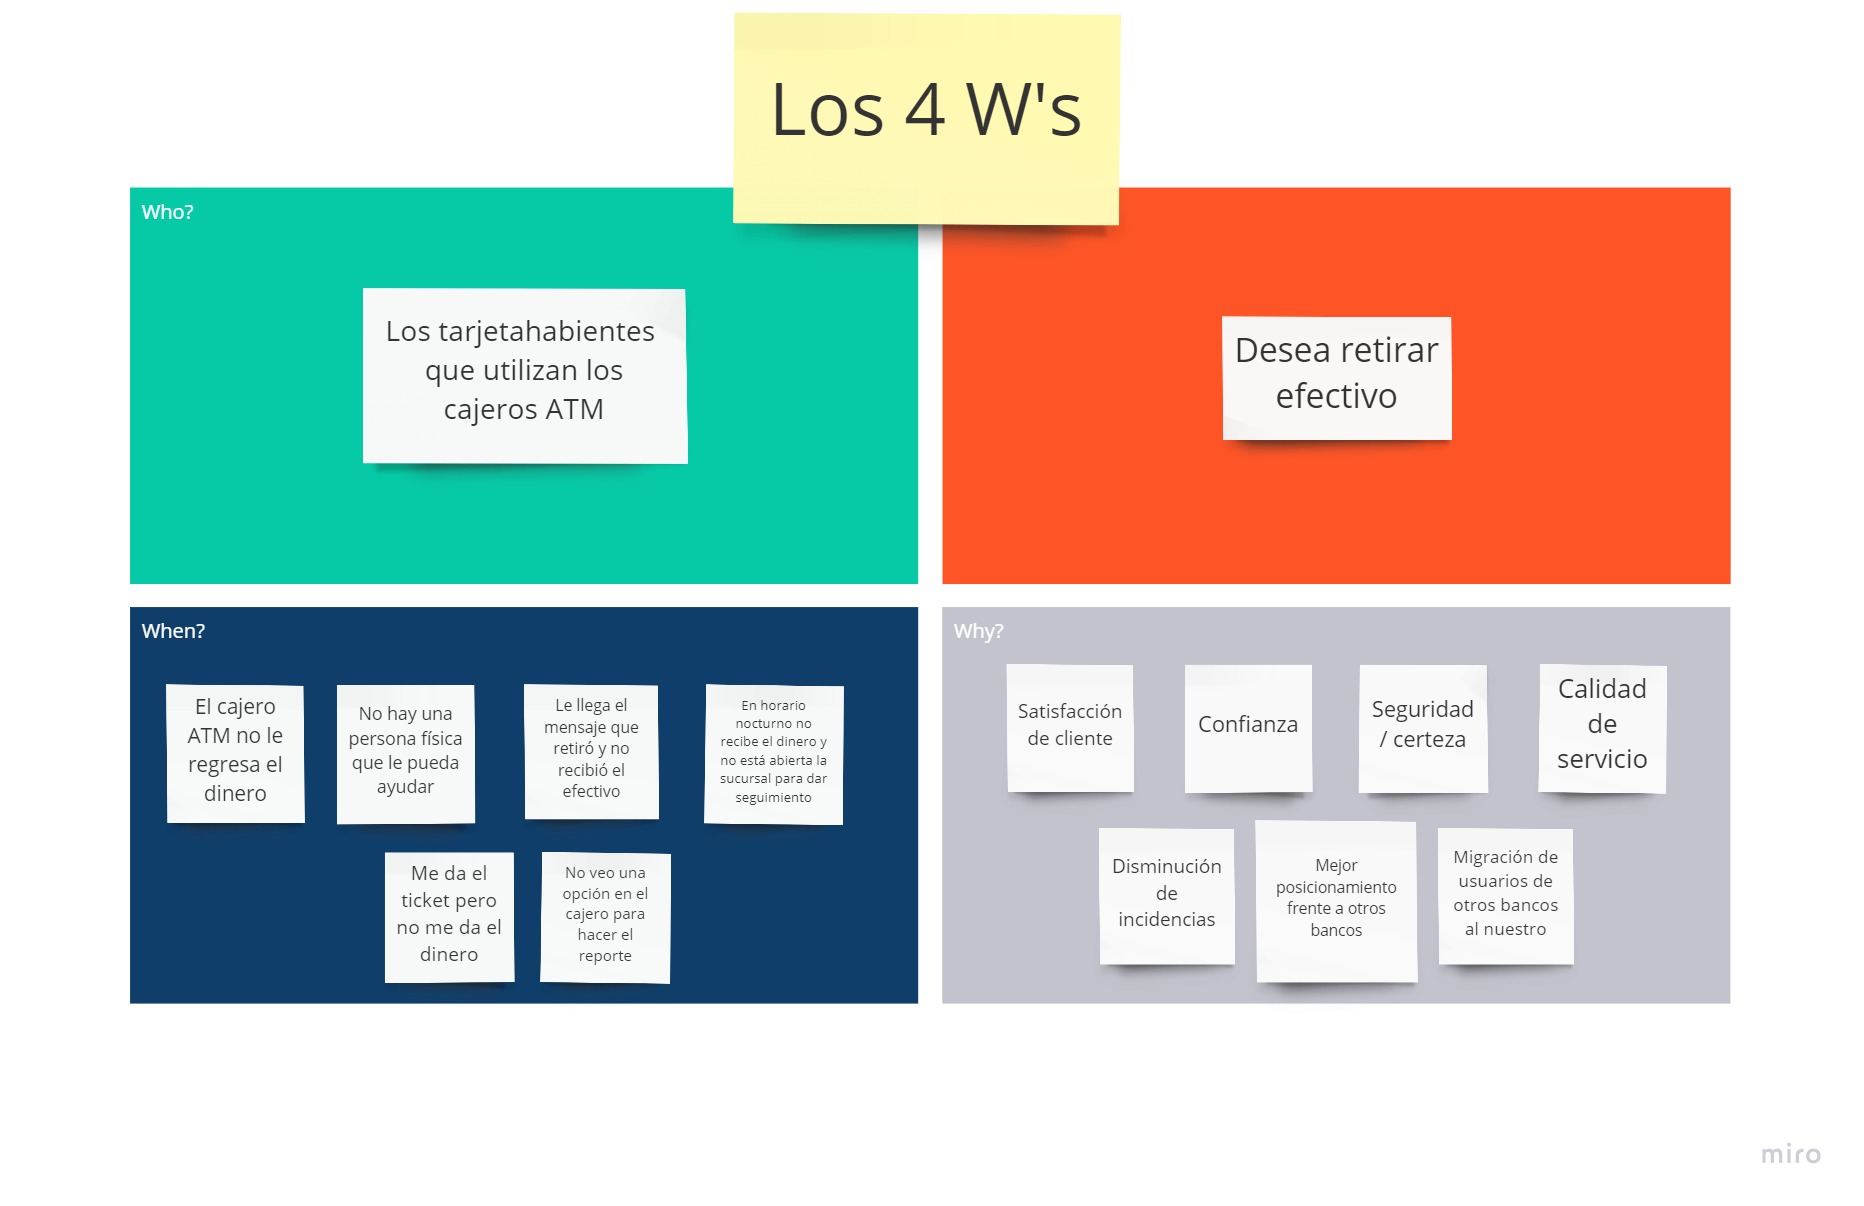 Los 4 W's
Who?
Los tarjetahabientes
que utilizan los
cajeros ATM
Desea retirar
efectivo
When?
El cajero
ATM no le
regresa el
dinero
No hay una
persona física
que le pueda
ayudar
Le llega el
mensaje que
retiró y no
recibió el
efectivo
En horario
nocturno no
recibe el dinero y
no está abierta la
sucursal para dar
seguimiento
Me da el
ticket pero
no me da el
dinero
No veo una
opción en el
cajero para
hacer el
reporte
Why?
Satisfacción
de cliente
Confianza
Seguridad
/ certeza
Calidad
de
servicio
Disminución
de
incidencias
Mejor
posicionamiento
frente a otros
bancos
Migración de
usuarios de
otros bancos
al nuestro
miro